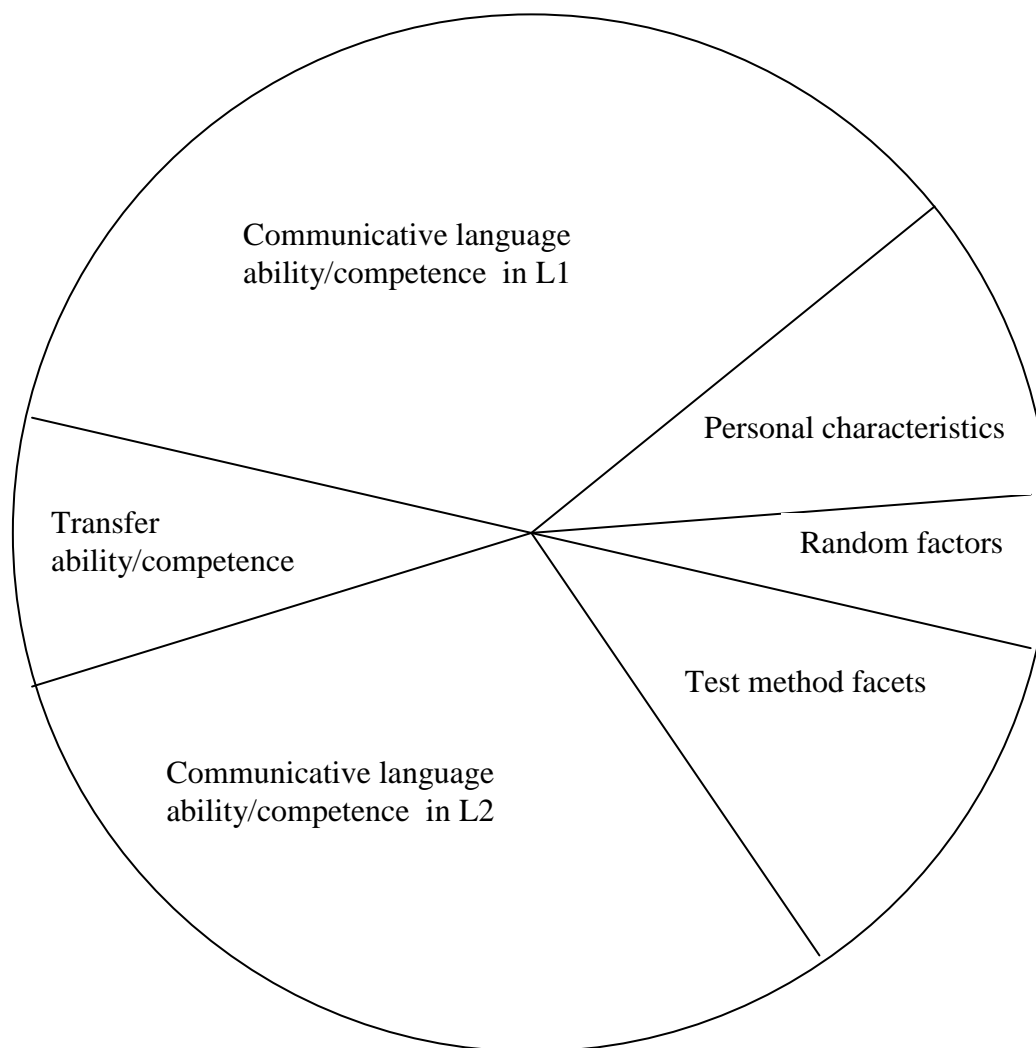 Communicative language
ability/competence  in L1
Personal characteristics
Transfer
ability/competence
Random factors
Test method facets
Communicative language
ability/competence  in L2